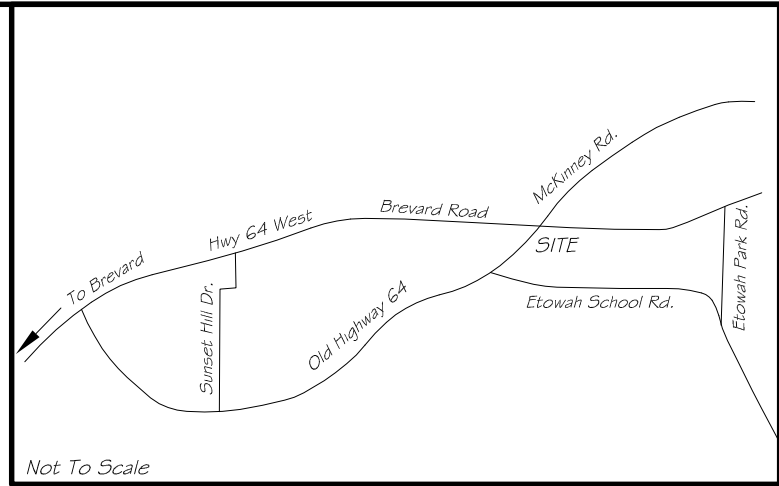 McKinney Rd.
Brevard Road
Hwy 64 West
SITE
To Brevard
Etowah Park Rd.
Etowah School Rd.
Old Highway 64
Sunset Hill Dr.
Not To Scale